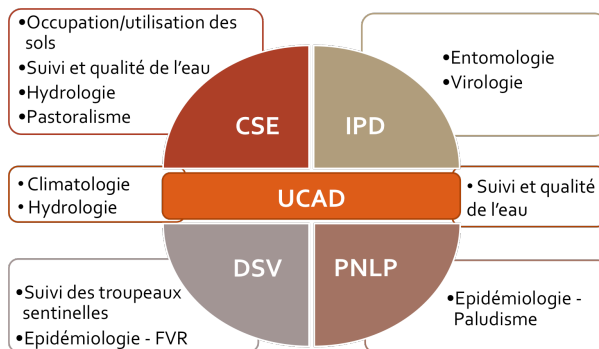 •Occupation/utilisation des
sols
•Suivi et qualité de l'eau
•Hydrologie
•Pastoralisme
•Entomologie
•Virologie
CSE
IPD
• Climatologie
• Hydrologie
UCAD
• Suivi et qualité
de l'eau
DSV
PNLP
•Suivi des troupeaux
sentinelles
•Epidémiologie - FVR
•Epidémiologie -
Paludisme